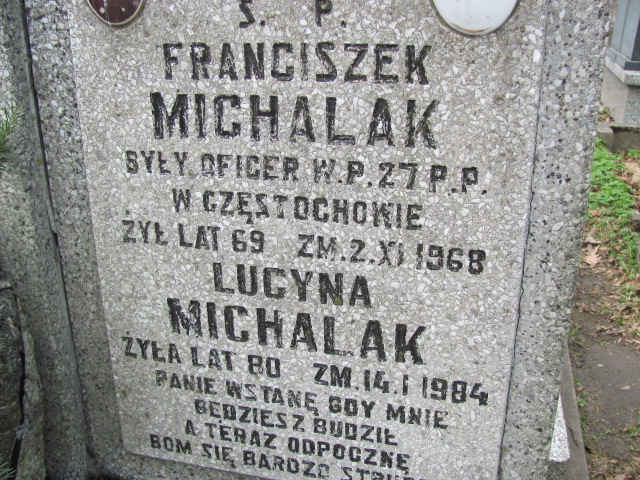 Ś. P.
FRANCISZEK
MICHALAK
BYŁY OFICER W.P. 27 P.P.
W CZĘSTOCHOWIE
ŻYŁ LAT 69 ZM. 2. XI 1968
LUCYNA
MICHALAK
ŻYŁA LAT 80 ZM. 14. I 1984
PANIE WSTANĘ GDY MNIE
BĘDZIESZ BUDZIŁ
A TERAZ ODPOCZNĘ
BOM SIĘ BARDZO